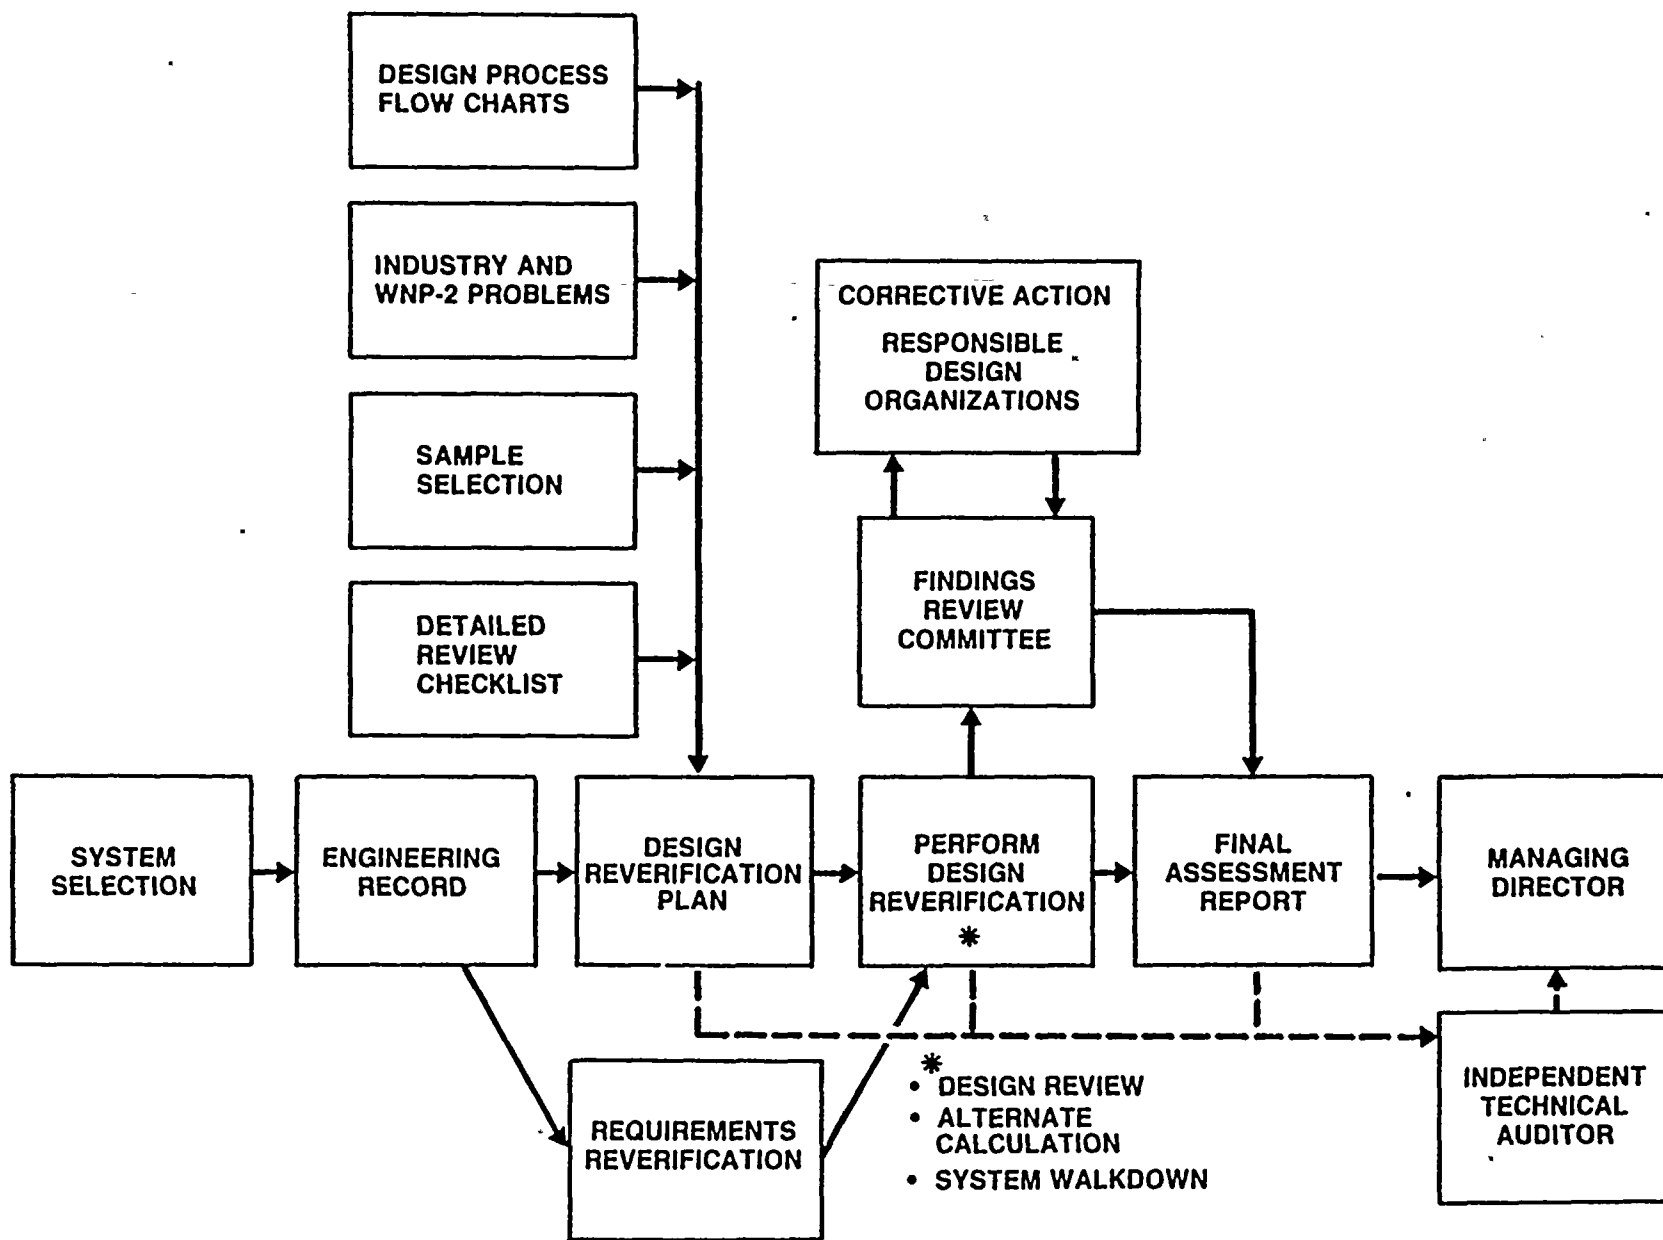 DESIGN PROCESS
FLOW CHARTS
INDUSTRY AND
WNP-2 PROBLEMS
SAMPLE
SELECTION
DETAILED
REVIEW
CHECKLIST
CORRECTIVE ACTION
RESPONSIBLE
DESIGN
ORGANIZATIONS
FINDINGS
REVIEW
COMMITTEE
SYSTEM
SELECTION
ENGINEERING
RECORD
DESIGN
REVERIFICATION
PLAN
PERFORM
DESIGN
REVERIFICATION
*
FINAL
ASSESSMENT
REPORT
MANAGING
DIRECTOR
REQUIREMENTS
REVERIFICATION
*
• DESIGN REVIEW
• ALTERNATE
CALCULATION
• SYSTEM WALKDOWN
INDEPENDENT
TECHNICAL
AUDITOR